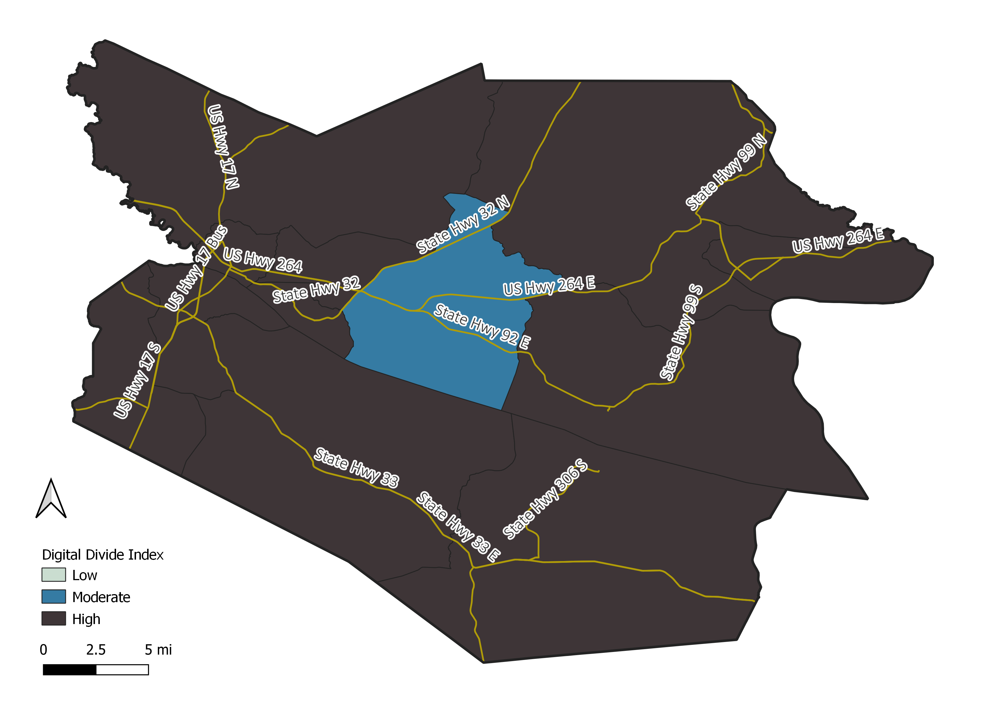 US Hwy 17 N
State Hwy 99 N
State Hwy 32 N
US Hwy 17 Bus
US Hwy 264
US Hwy 264 E
State Hwy 32
US Hwy 264 E
State Hwy 92 E
State Hwy 99 S
US Hwy 17 S
State Hwy 33
State Hwy 306 S
State Hwy 33 E
Digital Divide Index
Low
Moderate
High
0 2.5 5 mi